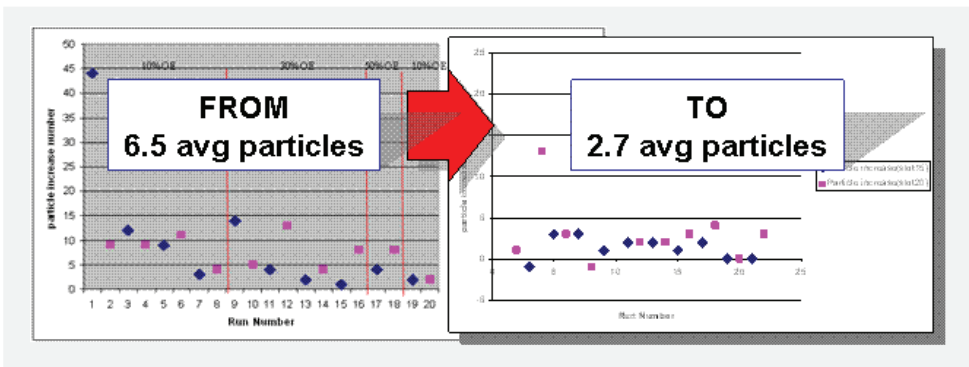 50
45
40
35
30
25
20
15
10
5
0
particle increase number
10%OE
30%OE
50%OE
10%OE
1 2 3 4 5 6 7 8 9 10 11 12 13 14 15 16 17 18 19 20
Run Number
FROM
6.5 avg particles
25
20
10
5
0
-5
10 15 20 25
Run Number
TO
2.7 avg particles
Particle increase(slot20)